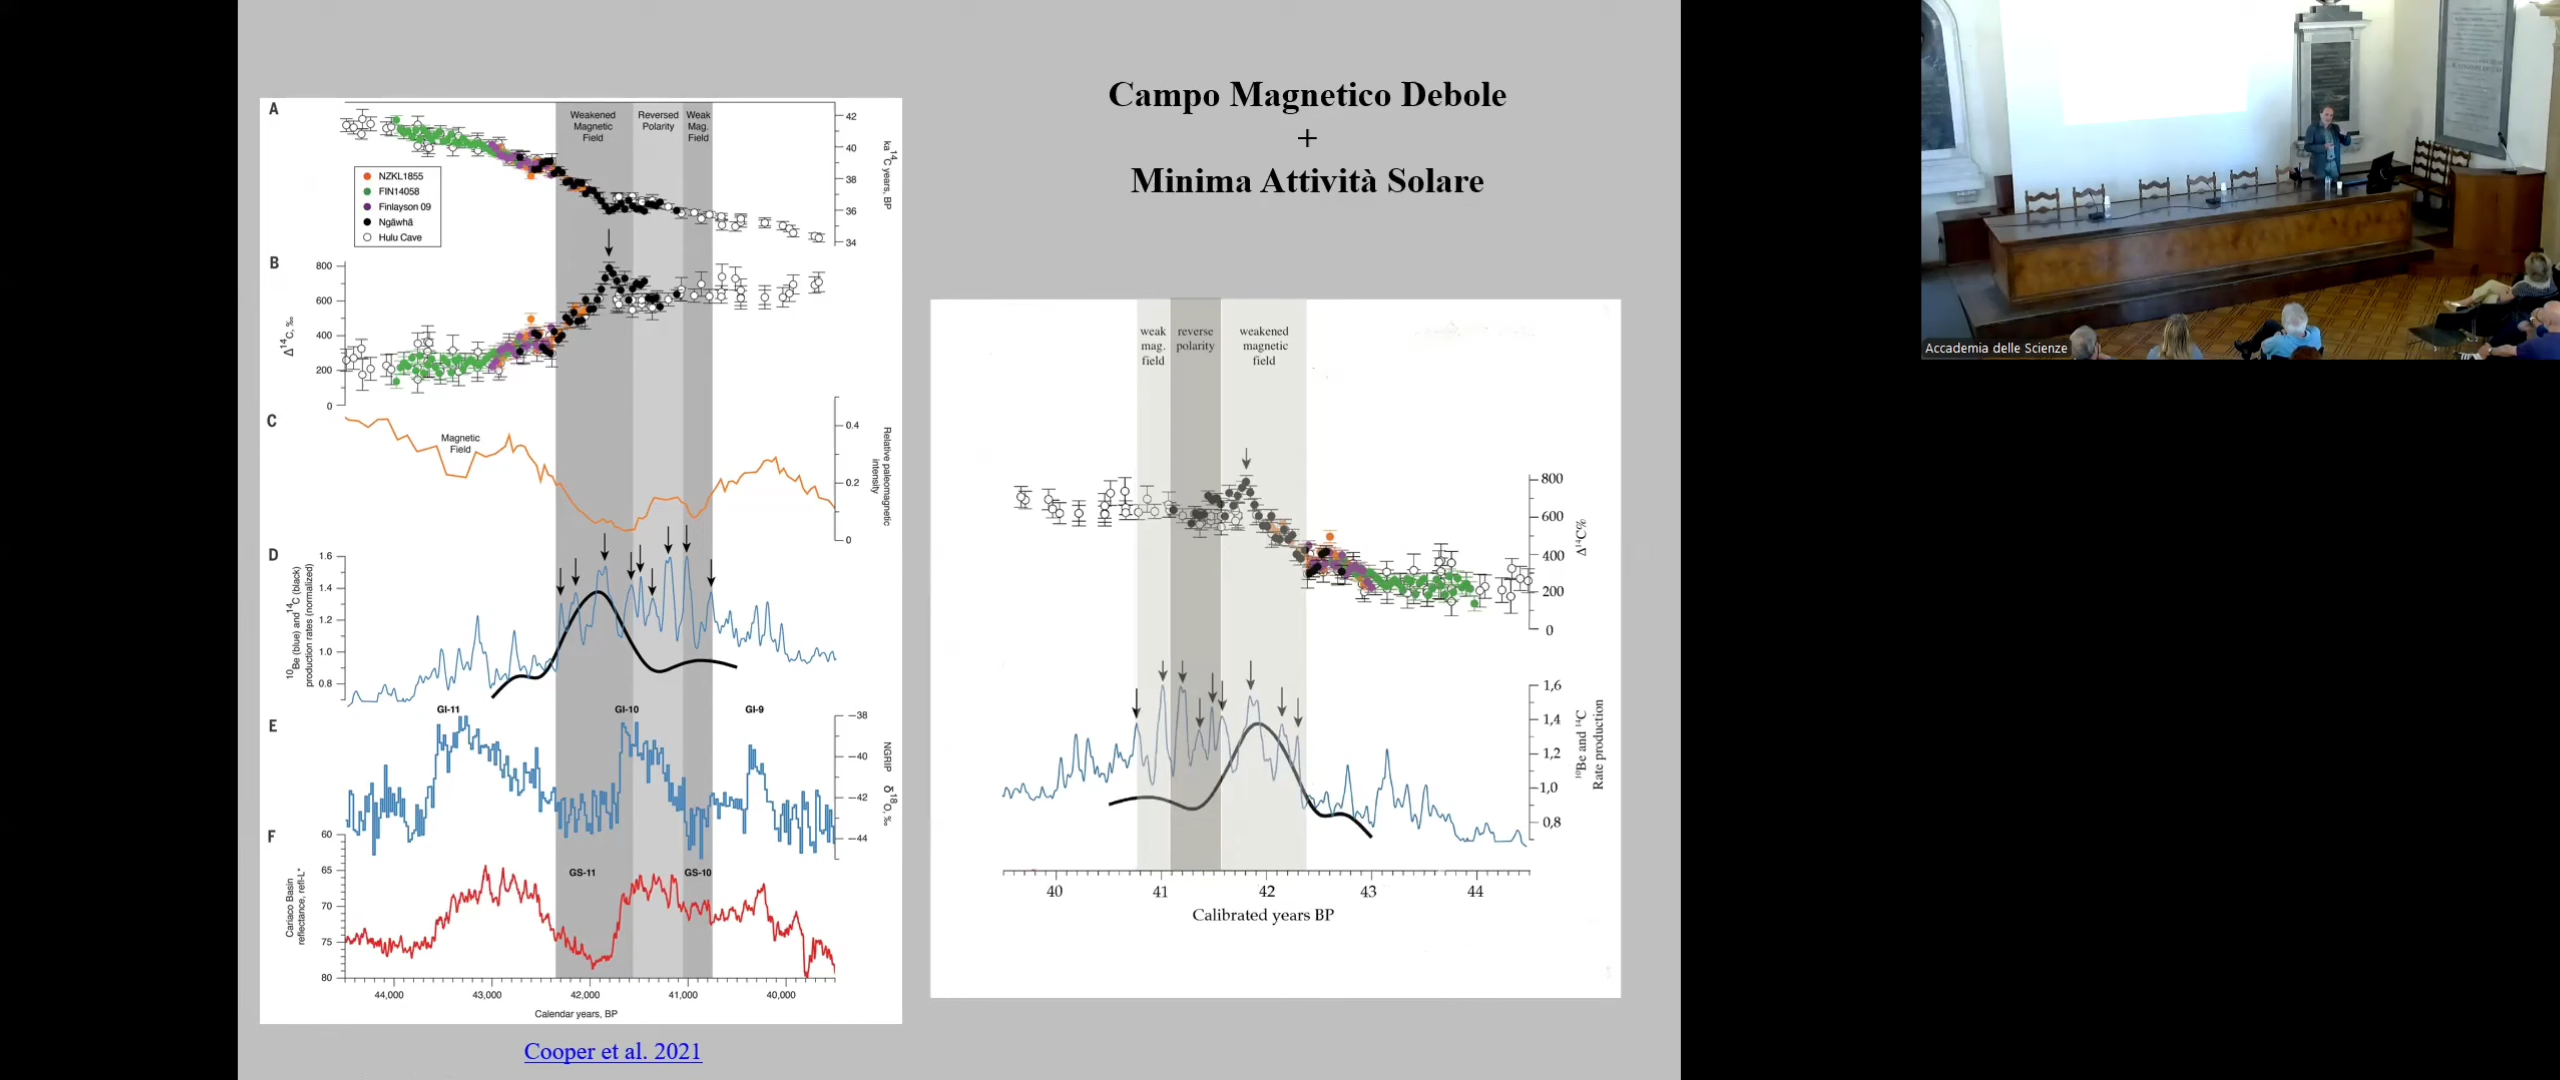 Campo Magnetico Debole
+
Minima Attività Solare
A
Weakened
Magnetic
Field
Reversed
Polarity
Weak
Mag.
Field
42
40
38
36
34
ka ¹⁴C years, BP
NZKL1855
FIN14058
Finlayson 09
Ngāwhā
Hulu Cave
B
800
600
400
200
0
Δ¹⁴C, ‰
C
Magnetic
Field
0.4
0.2
0
Relative paleomagnetic
intensity
D
1.6
1.4
1.2
1.0
0.8
¹⁰Be (blue) and ¹⁴C (black)
production rates (normalized)
GI-11
GI-10
GI-9
E
−38
−40
−42
−44
NGRIP δ¹⁸O, ‰
F
60
65
70
75
80
Cariaco Basin
reflectance, refl-L*
GS-11
GS-10
44,000
43,000
42,000
41,000
40,000
Calendar years, BP
Cooper et al. 2021
weak
mag.
field
reverse
polarity
weakened
magnetic
field
800
600
400
200
0
Δ¹⁴C%
1,6
1,4
1,2
1,0
0,8
¹⁰Be and ¹⁴C
Rate production
40
41
42
43
44
Calibrated years BP
Accademia delle Scienze